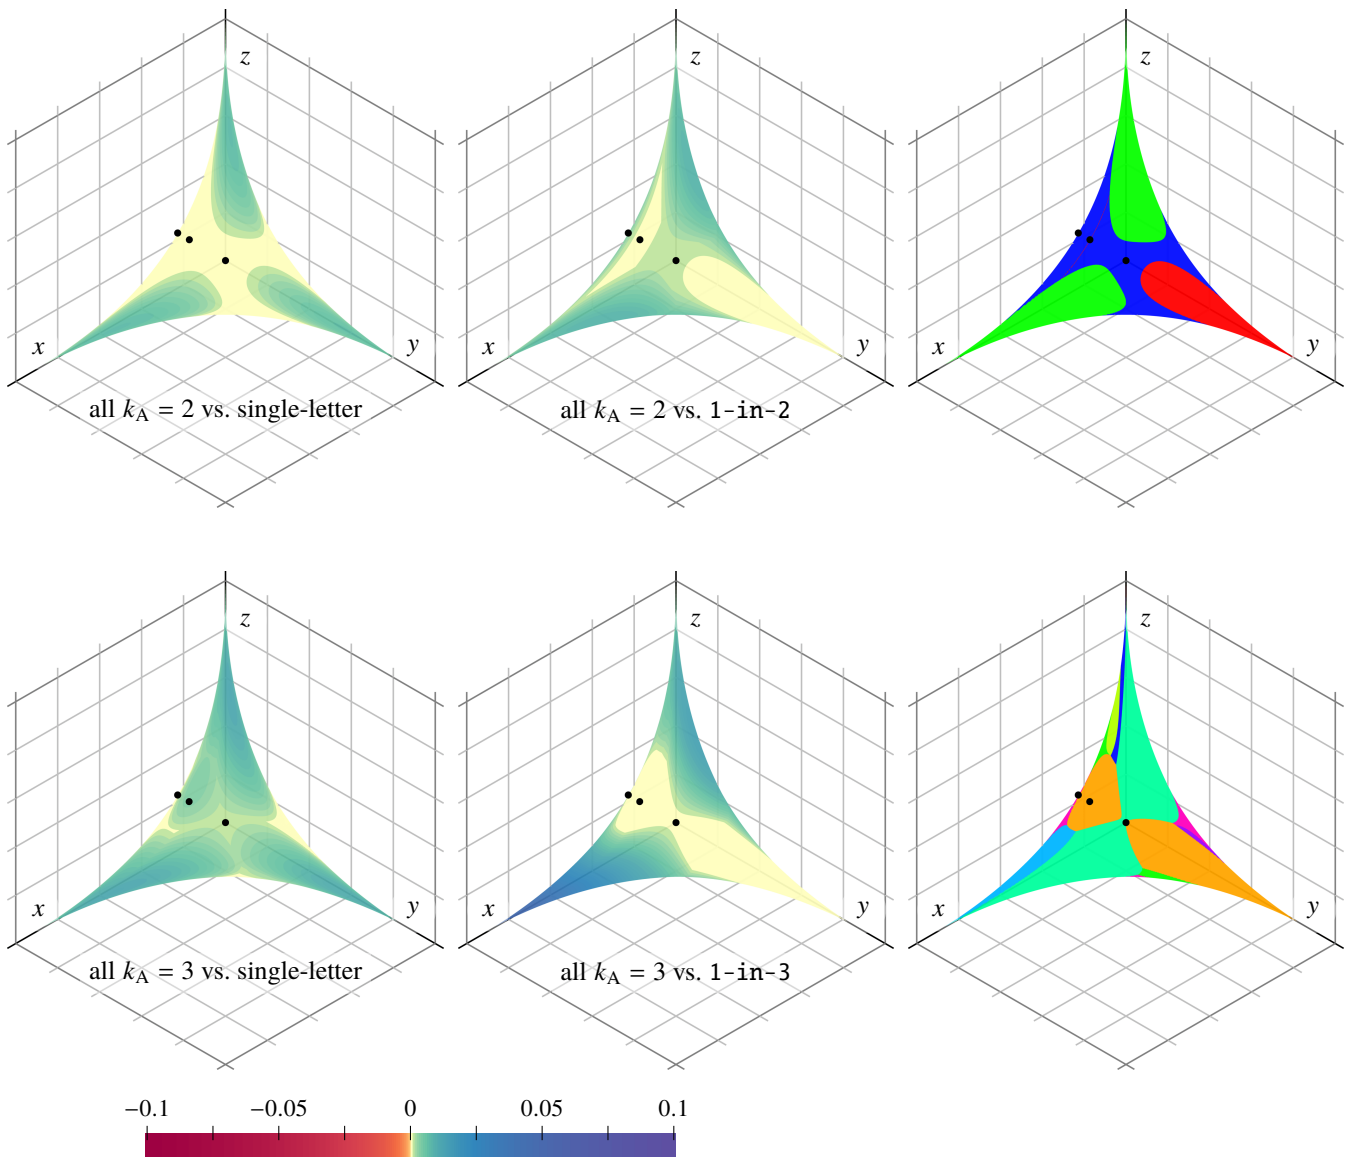 z z z
x y x y x y
all kA = 2 vs. single-letter all kA = 2 vs. 1-in-2
z z z
x y x y x y
all kA = 3 vs. single-letter all kA = 3 vs. 1-in-3
−0.1 −0.05 0 0.05 0.1